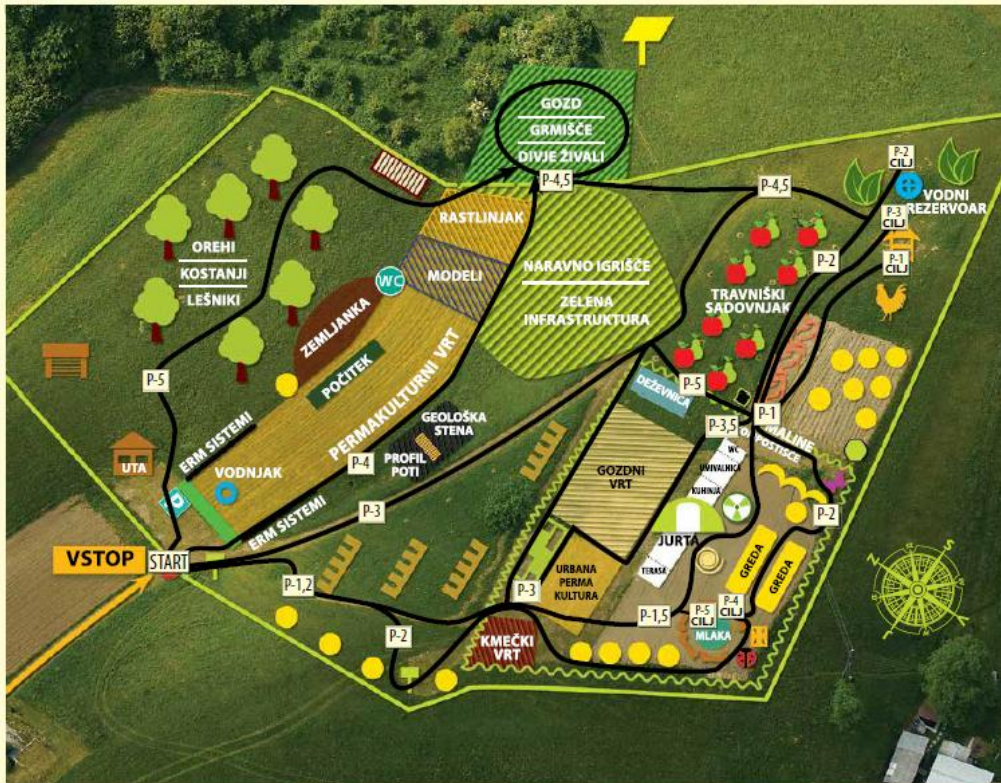 GOZD
GRMIŠČE
DIVJE ŽIVALI
P-4,5
P-4,5
P-2
CILJ
VODNI
REZERVOAR
P-3
CILJ
P-1
CILJ
P-2
RASTLINJAK
OREHI
KOSTANJI
LEŠNIKI
MODELI
WC
NARAVNO IGRIŠČE
ZELENA
INFRASTRUKTURA
TRAVNIŠKI
SADOVNJAK
ZEMLJANKA
POČITEK
PERMAKULTURNI VRT
P-5
DEŽEVNICA
P-5
P-1
P-3,5
MALINE
GEOLOŠKA
STENA
PROFIL
POTI
ERM SISTEMI
UTA
VODNJAK
P-4
GOZDNI
VRT
WC
UMIVALNICA
KUHINJA
P-3
ERM SISTEMI
P-2
JURTA
GREDA
GREDA
TERASA
VSTOP
START
P-1,2
P-3
URBANA
PERMA
KULTURA
P-1,5
P-5
CILJ
P-4
CILJ
MLAKA
P-2
KMEČKI
VRT
N
S